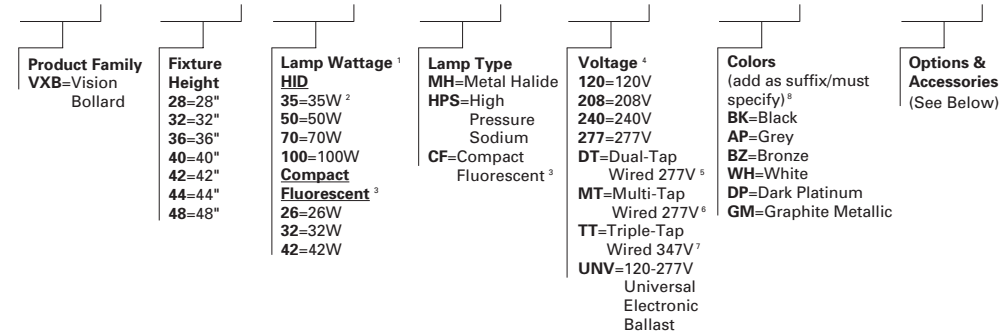 Product Family
VXB=Vision
Bollard
Fixture
Height
28=28"
32=32"
36=36"
40=40"
42=42"
44=44"
48=48"
Lamp Wattage 1
HID
35=35W 2
50=50W
70=70W
100=100W
Compact
Fluorescent 3
26=26W
32=32W
42=42W
Lamp Type
MH=Metal Halide
HPS=High
Pressure
Sodium
CF=Compact
Fluorescent 3
Voltage 4
120=120V
208=208V
240=240V
277=277V
DT=Dual-Tap
Wired 277V 5
MT=Multi-Tap
Wired 277V 6
TT=Triple-Tap
Wired 347V 7
UNV=120-277V
Universal
Electronic
Ballast
Colors
(add as suffix/must
specify) 8
BK=Black
AP=Grey
BZ=Bronze
WH=White
DP=Dark Platinum
GM=Graphite Metallic
Options &
Accessories
(See Below)